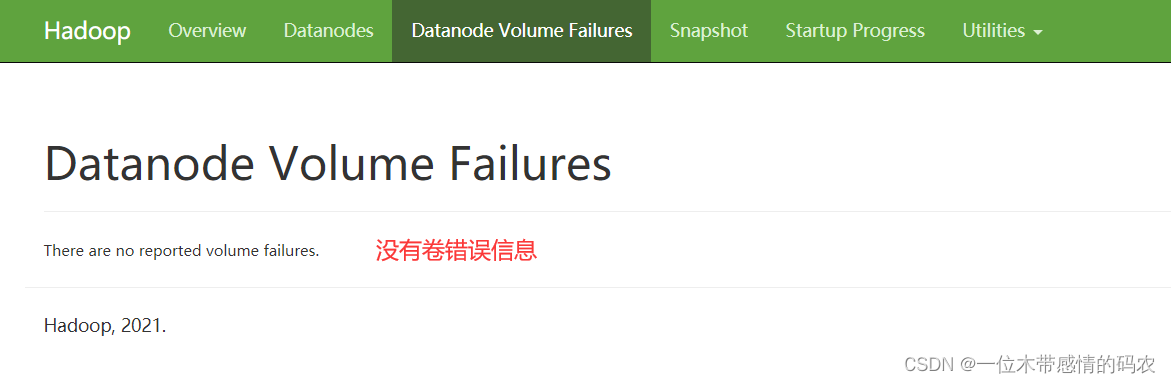 Hadoop Overview Datanodes Datanode Volume Failures Snapshot Startup Progress Utilities
Datanode Volume Failures
There are no reported volume failures. 没有卷错误信息
Hadoop, 2021.
CSDN @一位木带感情的码农